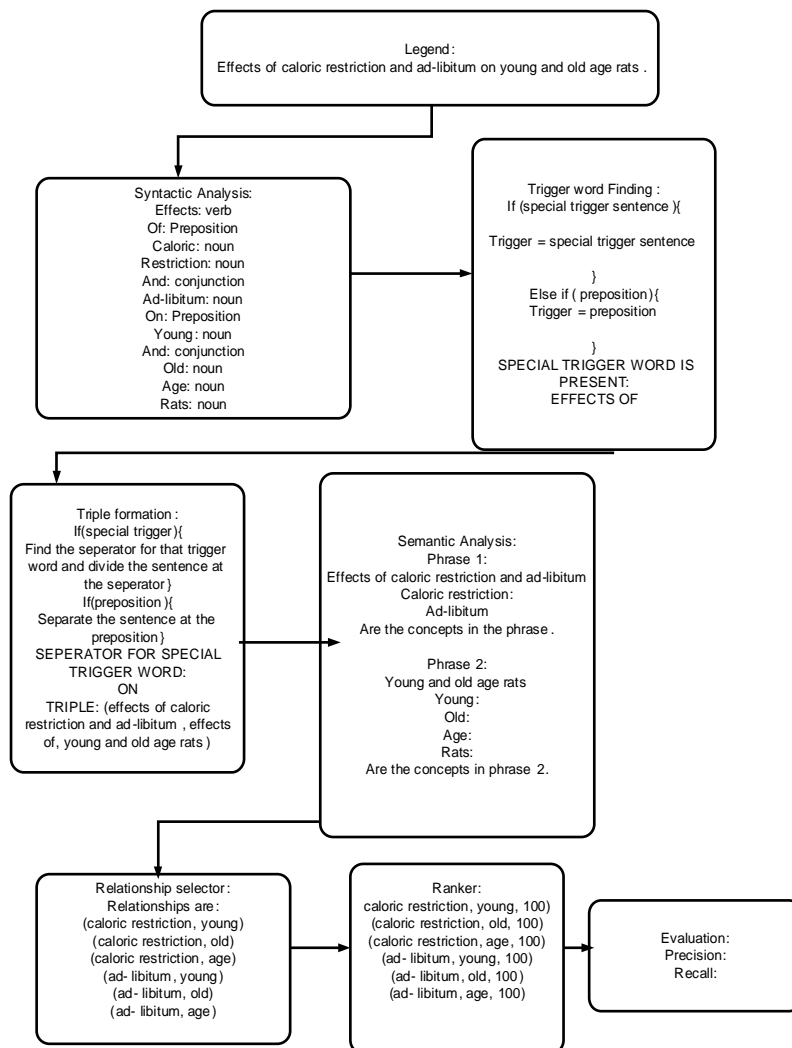 Legend:
Effects of caloric restriction and ad-libitum on young and old age rats .
Syntactic Analysis:
Effects: verb
Of: Preposition
Caloric: noun
Restriction: noun
And: conjunction
Ad-libitum: noun
On: Preposition
Young: noun
And: conjunction
Old: noun
Age: noun
Rats: noun
Trigger word Finding :
If (special trigger sentence ){
Trigger = special trigger sentence
}
Else if ( preposition){
Trigger = preposition
}
SPECIAL TRIGGER WORD IS
PRESENT:
EFFECTS OF
Triple formation :
If(special trigger){
Find the seperator for that trigger
word and divide the sentence at
the seperator }
If(preposition ){
Separate the sentence at the
preposition }
SEPERATOR FOR SPECIAL
TRIGGER WORD:
ON
TRIPLE: (effects of caloric
restriction and ad-libitum , effects
of, young and old age rats )
Semantic Analysis:
Phrase 1:
Effects of caloric restriction and ad-libitum
Caloric restriction:
Ad-libitum
Are the concepts in the phrase .
Phrase 2:
Young and old age rats
Young:
Old:
Age:
Rats:
Are the concepts in phrase 2.
Relationship selector:
Relationships are:
(caloric restriction, young)
(caloric restriction, old)
(caloric restriction, age)
(ad- libitum, young)
(ad- libitum, old)
(ad- libitum, age)
Ranker:
caloric restriction, young, 100)
(caloric restriction, old, 100)
(caloric restriction, age, 100)
(ad- libitum, young, 100)
(ad- libitum, old, 100)
(ad- libitum, age, 100)
Evaluation:
Precision:
Recall: